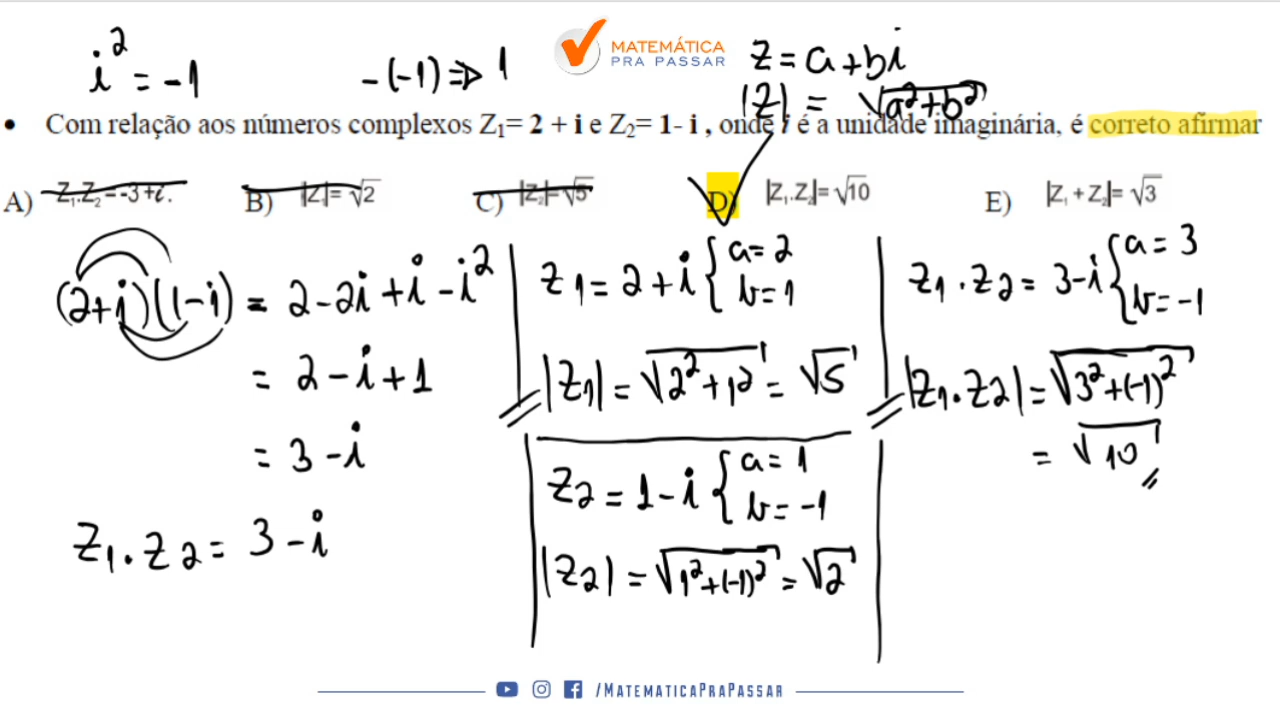 i² = -1
-(-1) => 1
MATEMÁTICA
PRA PASSAR
Z = a+bi
|Z| = √a²+b²
• Com relação aos números complexos Z₁= 2 + i e Z₂= 1- i , onde i é a unidade imaginária, é correto afirmar
A) Z₁.Z₂ = -3+i.
B) |Z₁|= √2
C) |Z₂|= √5
D) |Z₁.Z₂|= √10
E) |Z₁ + Z₂|= √3
(2+i)(1-i) = 2-2i+i-i²
= 2-i+1
= 3-i
Z₁.Z₂ = 3-i
Z₁ = 2+i { a=2
b=1
|Z₁| = √2²+1² = √5
Z₂ = 1-i { a=1
b=-1
|Z₂| = √1²+(-1)² = √2
Z₁.Z₂ = 3-i { a=3
b=-1
|Z₁.Z₂| = √3²+(-1)²
= √10
/MATEMATICAPRAPASSAR